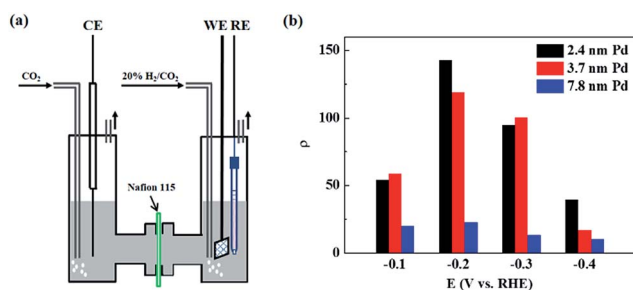 (a)
CE
WE RE
CO₂
20% H₂/CO₂
Nafion 115
(b)
150
100
50
0
ρ
2.4 nm Pd
3.7 nm Pd
7.8 nm Pd
-0.1 -0.2 -0.3 -0.4
E (V vs. RHE)